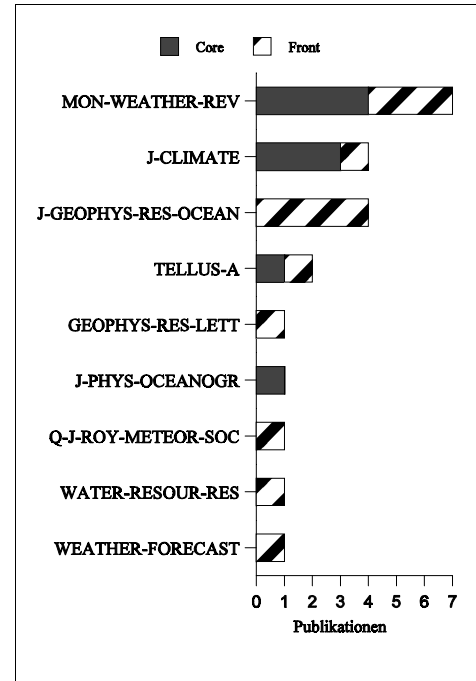 Core Front
MON-WEATHER-REV
J-CLIMATE
J-GEOPHYS-RES-OCEAN
TELLUS-A
GEOPHYS-RES-LETT
J-PHYS-OCEANOGR
Q-J-ROY-METEOR-SOC
WATER-RESOUR-RES
WEATHER-FORECAST
0 1 2 3 4 5 6 7
Publikationen